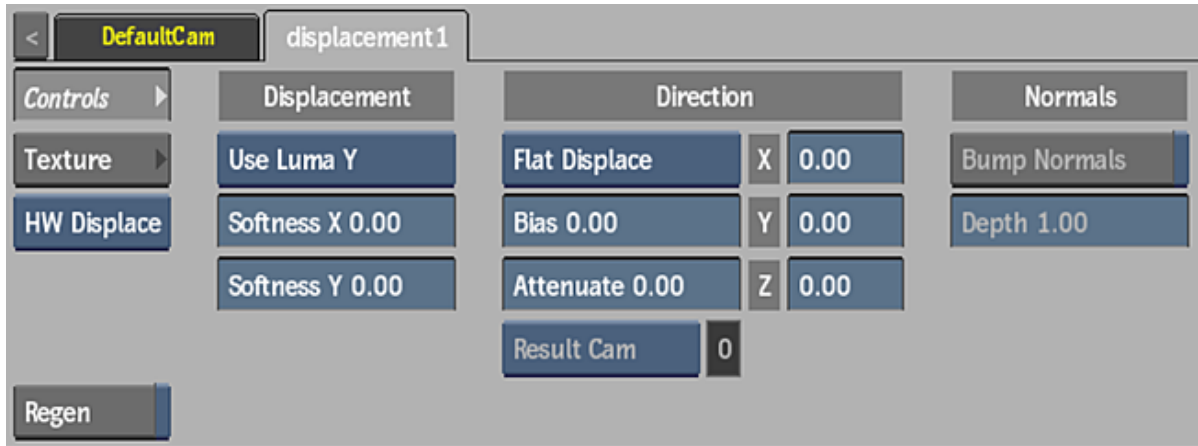 < DefaultCam displacement1
Controls Displacement Direction Normals
Texture Use Luma Y Flat Displace X 0.00 Bump Normals
HW Displace Softness X 0.00 Bias 0.00 Y 0.00 Depth 1.00
Softness Y 0.00 Attenuate 0.00 Z 0.00
Result Cam 0
Regen